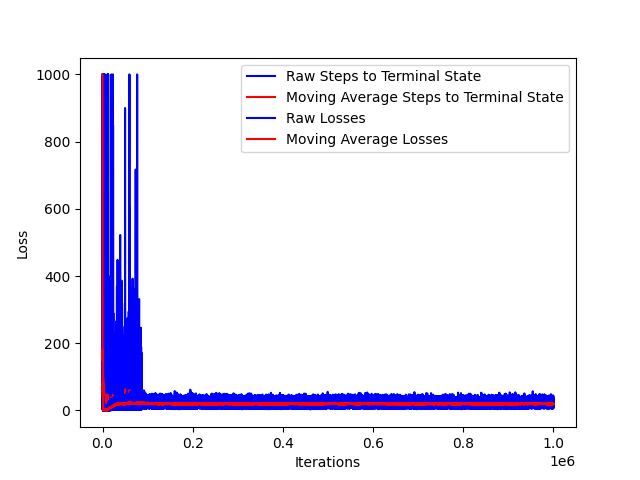 Raw Steps to Terminal State
Moving Average Steps to Terminal State
Raw Losses
Moving Average Losses
1000
800
600
400
200
0
Loss
0.0 0.2 0.4 0.6 0.8 1.0
1e6
Iterations